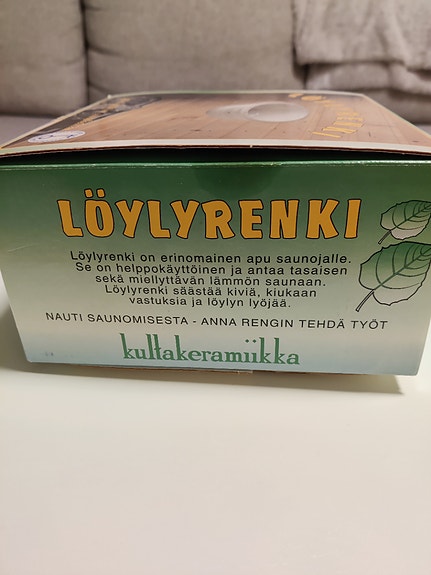 LÖYLYRENKI
Löylyrenki on erinomainen apu saunojalle.
Se on helppokäyttöinen ja antaa tasaisen
sekä miellyttävän lämmön saunaan.
Löylyrenki säästää kiviä, kiukaan
vastuksia ja löylyn lyöjää.
NAUTI SAUNOMISESTA - ANNA RENGIN TEHDÄ TYÖT
kultakeramiikka